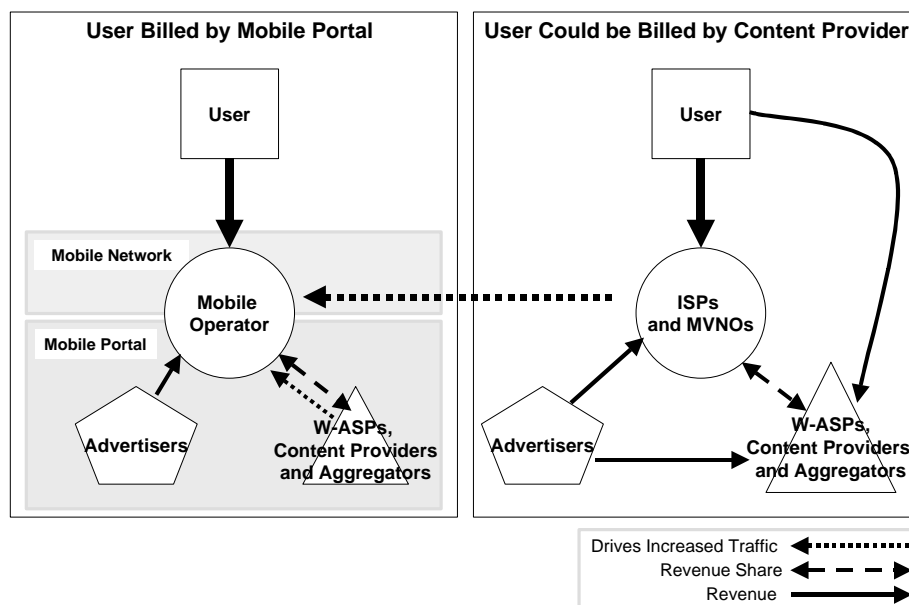 User Billed by Mobile Portal
User
Mobile Network
Mobile
Operator
Mobile Portal
Advertisers
W-ASPs,
Content Providers
and Aggregators
User Could be Billed by Content Provider
User
ISPs
and MVNOs
Advertisers
W-ASPs,
Content Providers
and Aggregators
Drives Increased Traffic
Revenue Share
Revenue